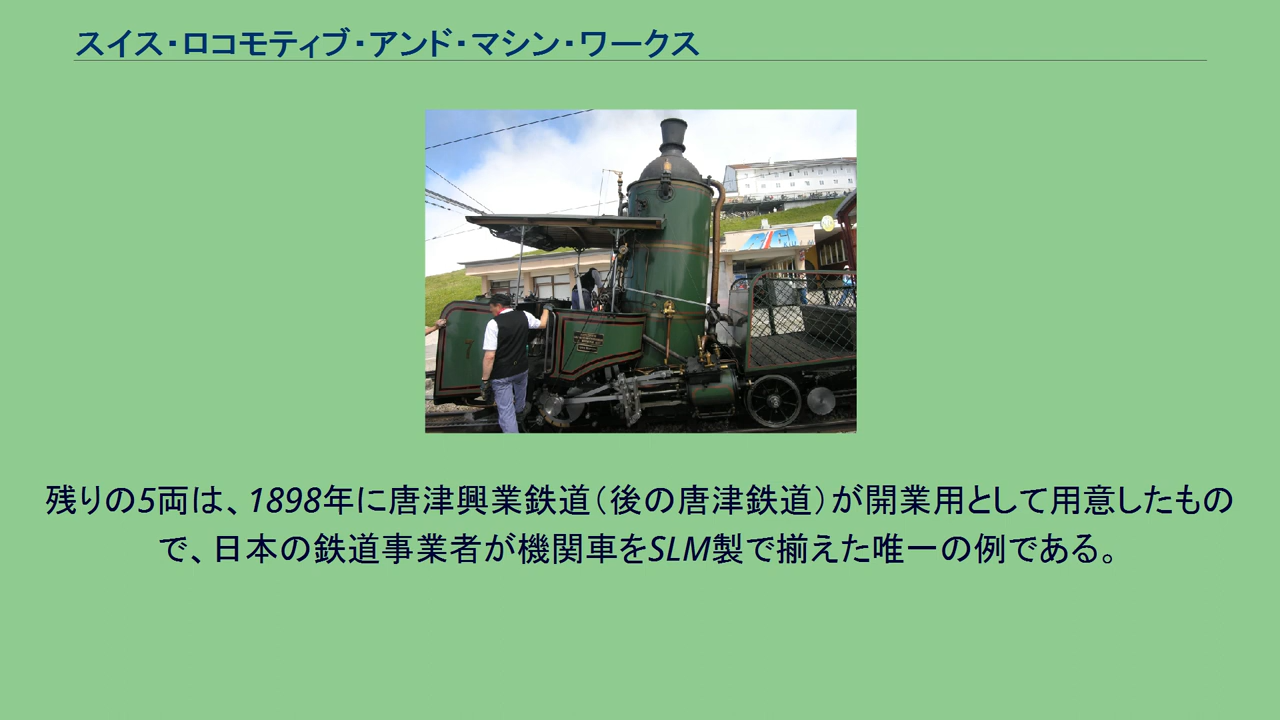 スイス・ロコモティブ・アンド・マシン・ワークス
RIGI
7
残りの5両は、1898年に唐津興業鉄道（後の唐津鉄道）が開業用として用意したもの
で、日本の鉄道事業者が機関車をSLM製で揃えた唯一の例である。